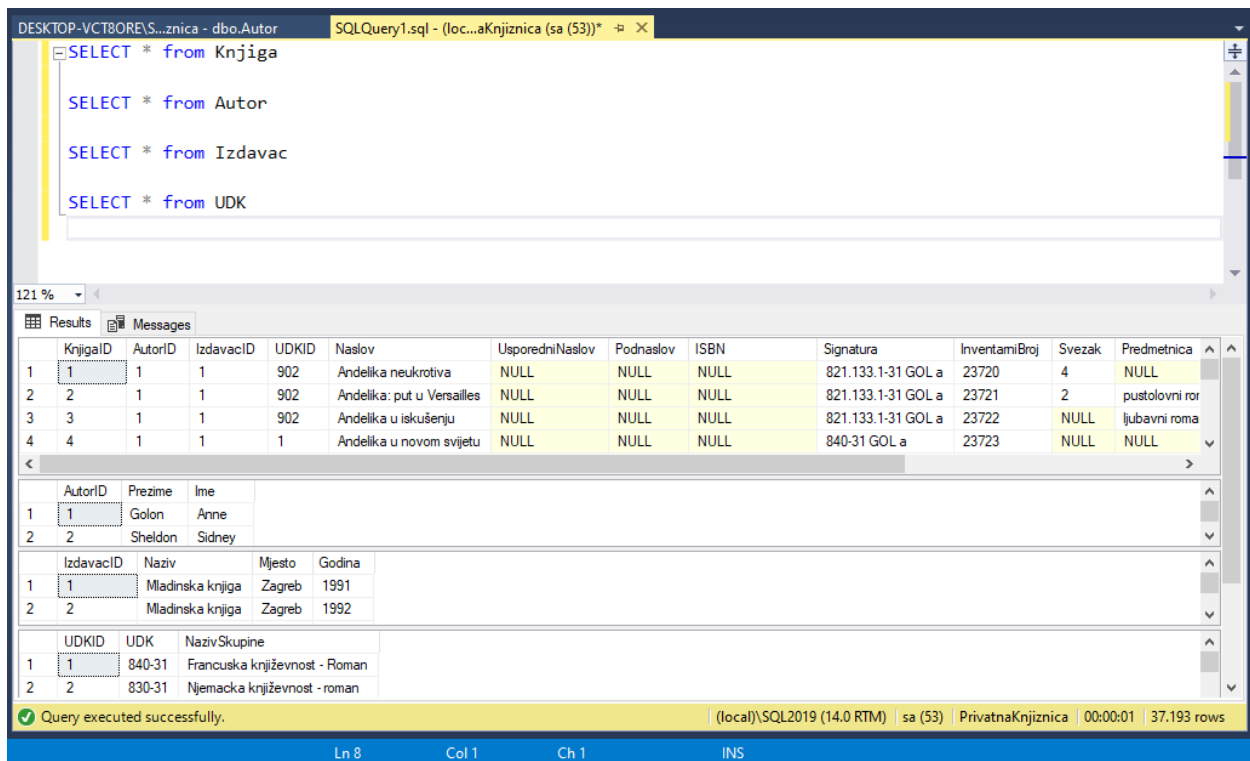 DESKTOP-VCT8ORE\S...znica - dbo.Autor SQLQuery1.sql - (loc...aKnjiznica (sa (53))*
SELECT * from Knjiga
SELECT * from Autor
SELECT * from Izdavac
SELECT * from UDK
121 %
Results Messages
KnjigaID AutorID IzdavacID UDKID Naslov UsporedniNaslov Podnaslov ISBN Signatura InventarniBroj Svezak Predmetnica
1 1 1 1 902 Andelika neukrotiva NULL NULL NULL 821.133.1-31 GOL a 23720 4 NULL
2 2 1 1 902 Andelika: put u Versailles NULL NULL NULL 821.133.1-31 GOL a 23721 2 pustolovni ror
3 3 1 1 902 Andelika u iskušenju NULL NULL NULL 821.133.1-31 GOL a 23722 NULL ljubavni roma
4 4 1 1 1 Andelika u novom svijetu NULL NULL NULL 840-31 GOL a 23723 NULL NULL
AutorID Prezime Ime
1 1 Golon Anne
2 2 Sheldon Sidney
IzdavacID Naziv Mjesto Godina
1 1 Mladinska knjiga Zagreb 1991
2 2 Mladinska knjiga Zagreb 1992
UDKID UDK NazivSkupine
1 1 840-31 Francuska književnost - Roman
2 2 830-31 Njemacka književnost - roman
Query executed successfully. (local)\SQL2019 (14.0 RTM) sa (53) PrivatnaKnjiznica 00:00:01 37.193 rows
Ln 8 Col 1 Ch 1 INS